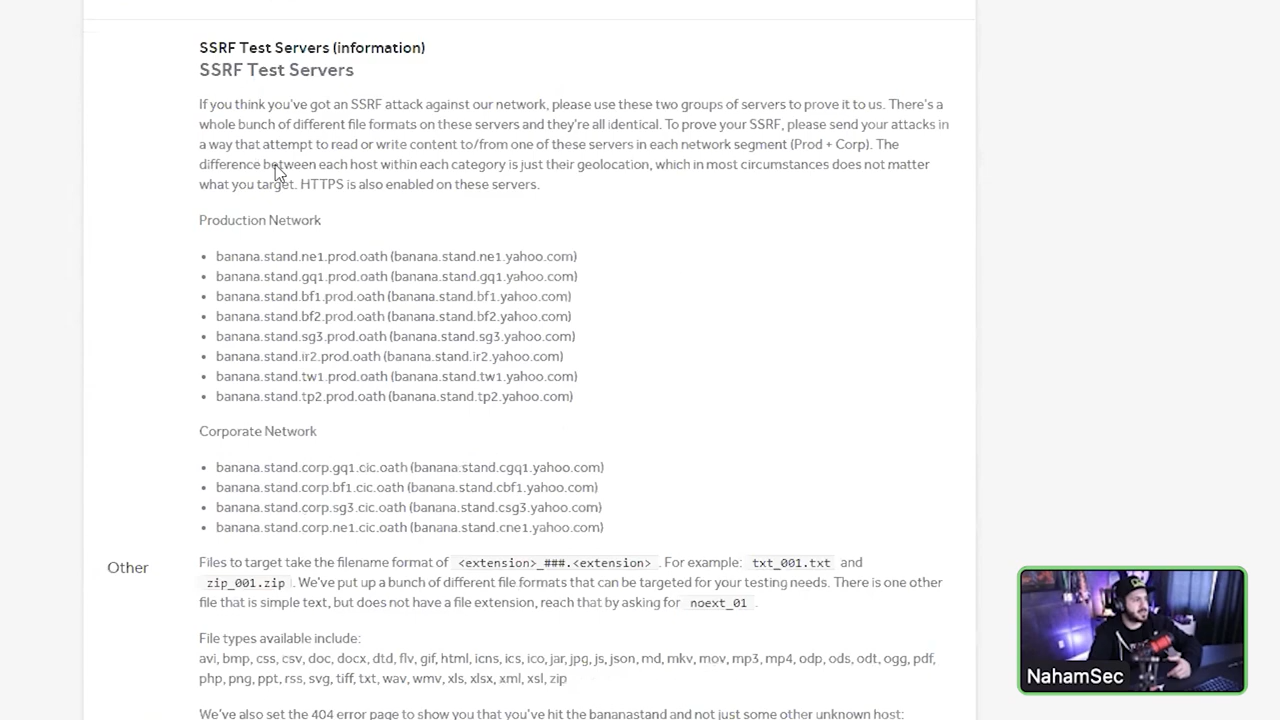 SSRF Test Servers (information)
SSRF Test Servers
If you think you've got an SSRF attack against our network, please use these two groups of servers to prove it to us. There's a
whole bunch of different file formats on these servers and they're all identical. To prove your SSRF, please send your attacks in
a way that attempt to read or write content to/from one of these servers in each network segment (Prod + Corp). The
difference between each host within each category is just their geolocation, which in most circumstances does not matter
what you target. HTTPS is also enabled on these servers.
Production Network
• banana.stand.ne1.prod.oath (banana.stand.ne1.yahoo.com)
• banana.stand.gq1.prod.oath (banana.stand.gq1.yahoo.com)
• banana.stand.bf1.prod.oath (banana.stand.bf1.yahoo.com)
• banana.stand.bf2.prod.oath (banana.stand.bf2.yahoo.com)
• banana.stand.sg3.prod.oath (banana.stand.sg3.yahoo.com)
• banana.stand.ir2.prod.oath (banana.stand.ir2.yahoo.com)
• banana.stand.tw1.prod.oath (banana.stand.tw1.yahoo.com)
• banana.stand.tp2.prod.oath (banana.stand.tp2.yahoo.com)
Corporate Network
• banana.stand.corp.gq1.cic.oath (banana.stand.cgq1.yahoo.com)
• banana.stand.corp.bf1.cic.oath (banana.stand.cbf1.yahoo.com)
• banana.stand.corp.sg3.cic.oath (banana.stand.csg3.yahoo.com)
• banana.stand.corp.ne1.cic.oath (banana.stand.cne1.yahoo.com)
Other
Files to target take the filename format of <extension>_###.<extension> . For example: txt_001.txt and
zip_001.zip . We've put up a bunch of different file formats that can be targeted for your testing needs. There is one other
file that is simple text, but does not have a file extension, reach that by asking for noext_01 .
File types available include:
avi, bmp, css, csv, doc, docx, dtd, flv, gif, html, icns, ics, ico, jar, jpg, js, json, md, mkv, mov, mp3, mp4, odp, ods, odt, ogg, pdf,
php, png, ppt, rss, svg, tiff, txt, wav, wmv, xls, xlsx, xml, xsl, zip
We've also set the 404 error page to show you that you've hit the bananastand and not just some other unknown host:
NahamSec